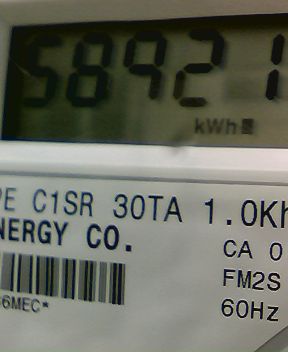 58921
kWh
PE C1SR 30TA 1.0Kh
NERGY CO.
CA 0
FM2S
6MEC*
60Hz